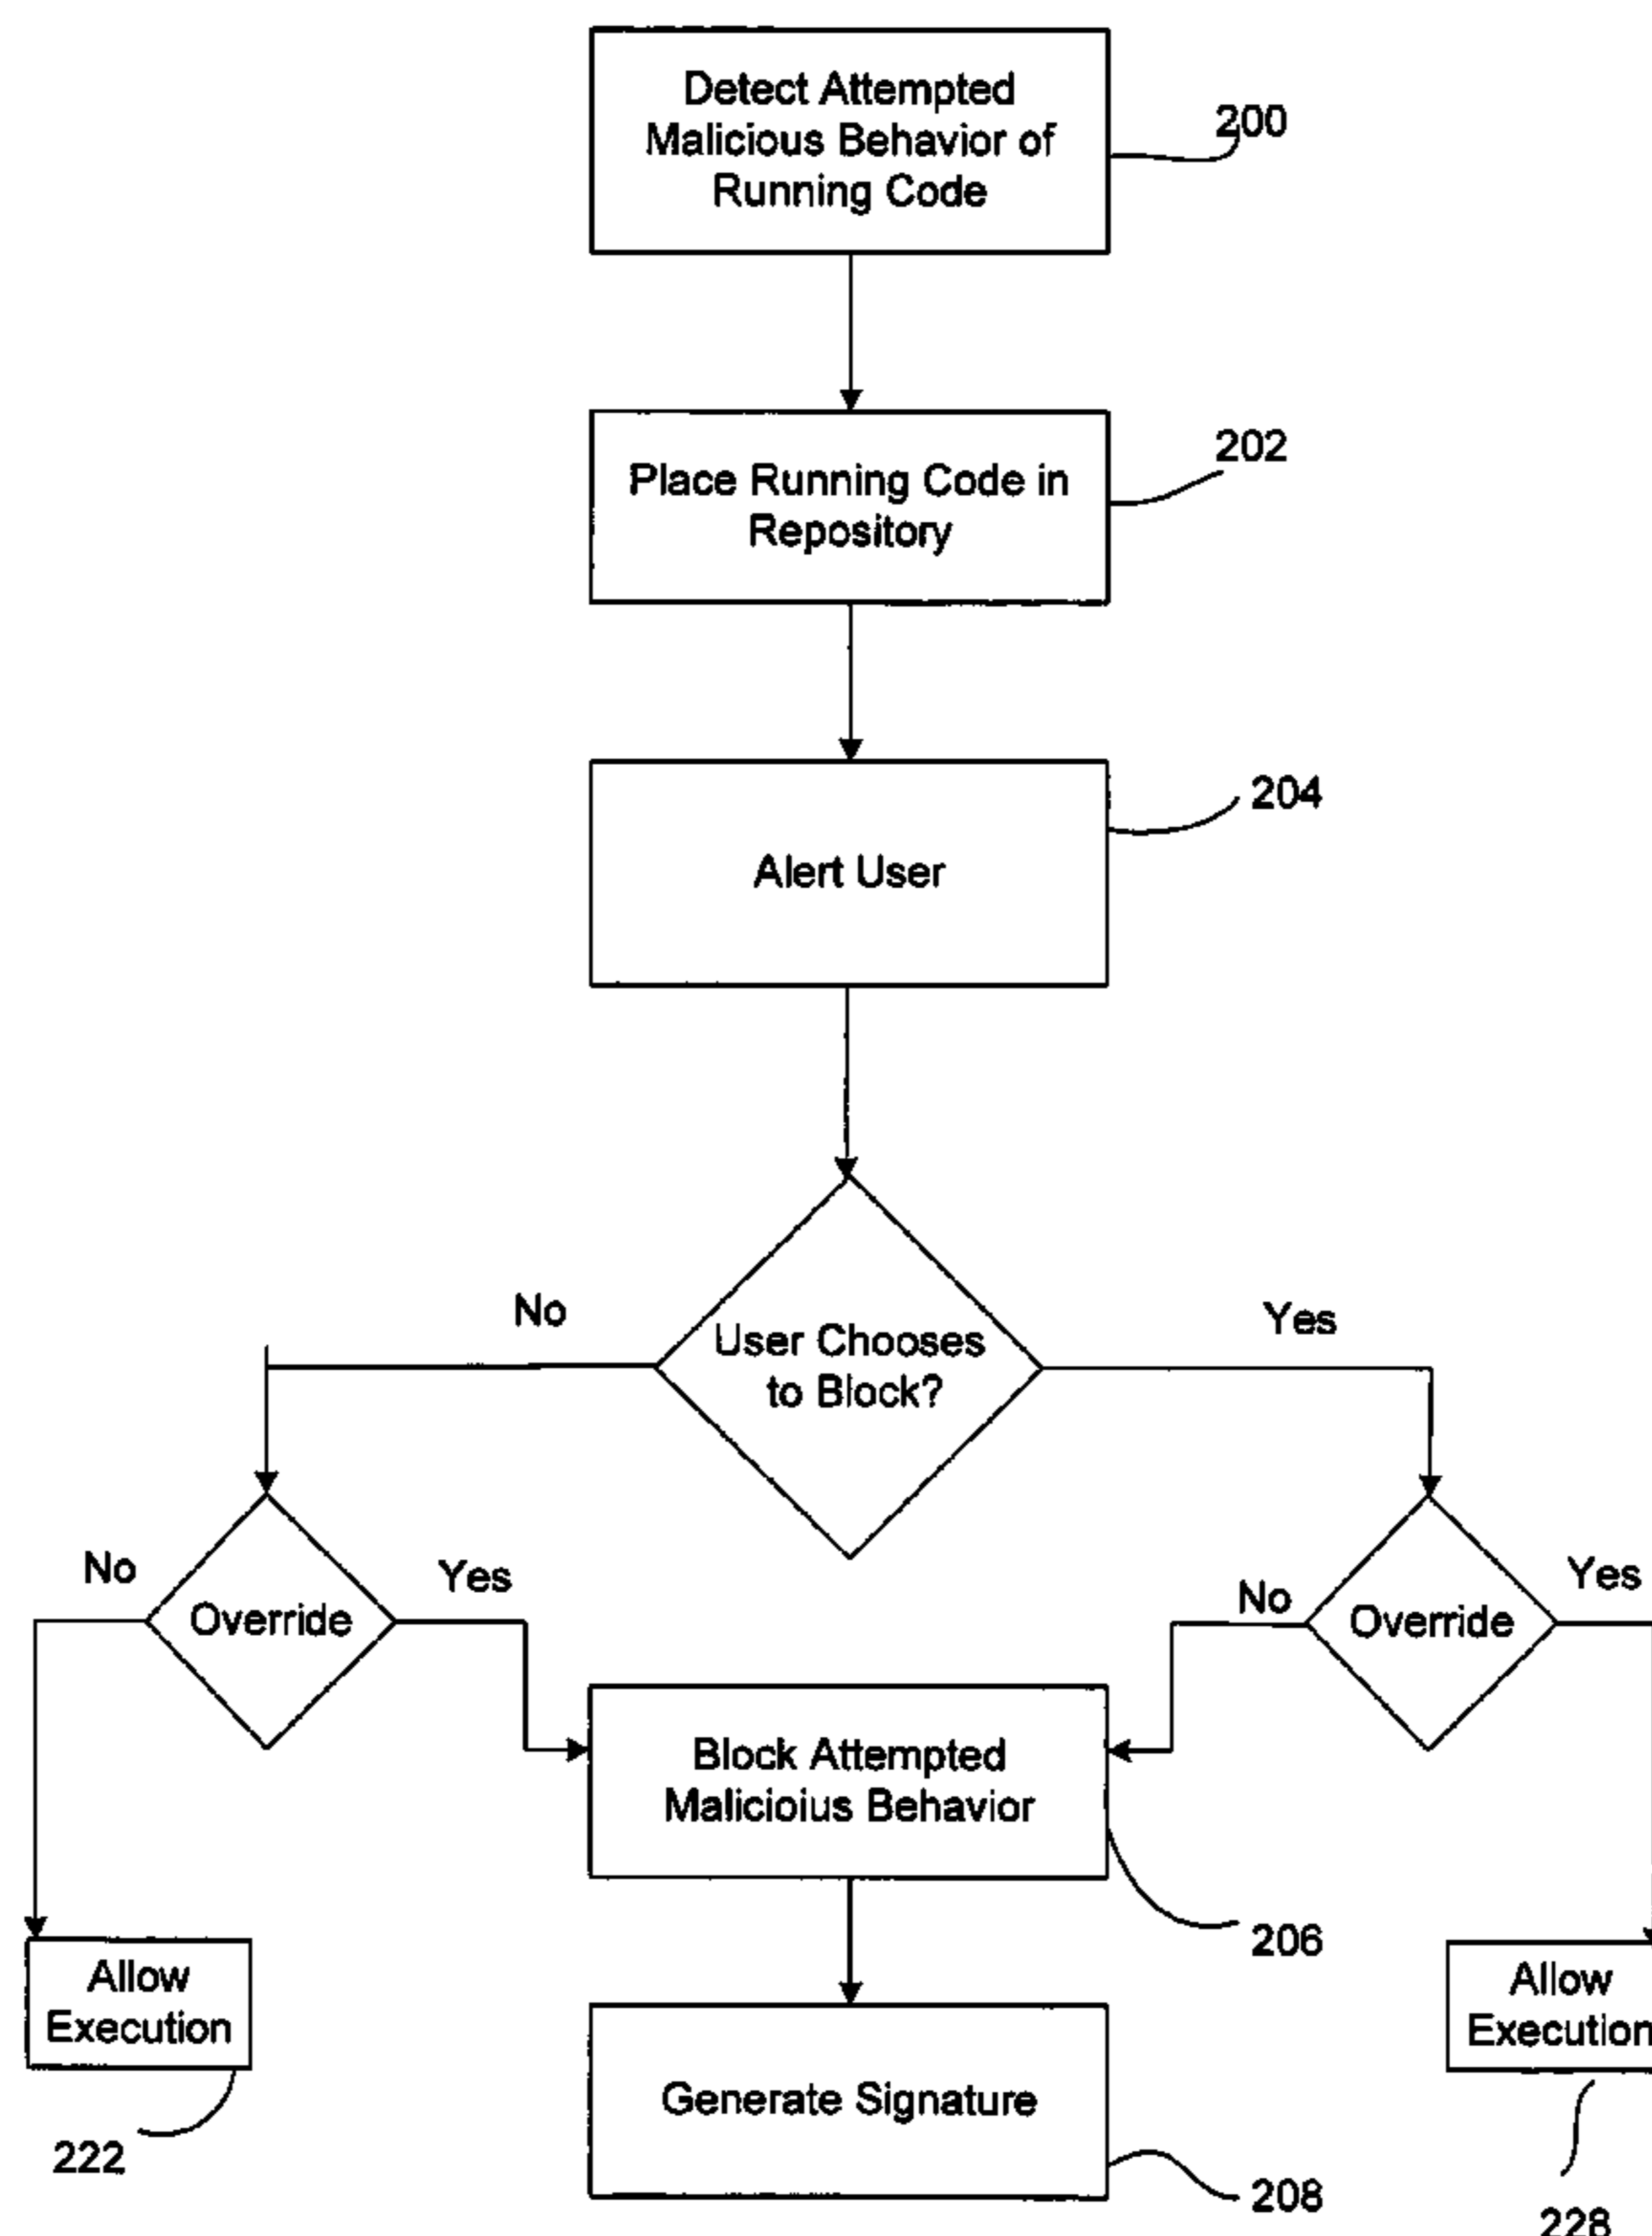 Detect Attempted
Malicious Behavior of
Running Code
200
Place Running Code in
Repository
202
Alert User
204
User Chooses
to Block?
No
Yes
Override
No
Yes
Override
No
Yes
Block Attempted
Malicioius Behavior
206
Allow
Execution
222
Allow
Execution
228
Generate Signature
208